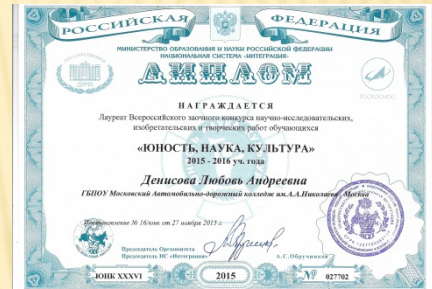 РОССИЙСКАЯ ФЕДЕРАЦИЯ
МИНИСТЕРСТВО ОБРАЗОВАНИЯ И НАУКИ РОССИЙСКОЙ ФЕДЕРАЦИИ
НАЦИОНАЛЬНАЯ СИСТЕМА «ИНТЕГРАЦИЯ»
ДИПЛОМ
РОСКОСМОС
НАГРАЖДАЕТСЯ
Лауреат Всероссийского заочного конкурса научно-исследовательских,
изобретательских и творческих работ обучающихся
«ЮНОСТЬ, НАУКА, КУЛЬТУРА»
2015 - 2016 уч. года
Денисова Любовь Андреевна
ГБПОУ Московский Автомобильно-дорожный колледж им.А.А.Николаева, Москва
Постановление № 16/юнк от 27 ноября 2015 г.
Председатель Оргкомитета
Председатель НС «Интеграция» А.С.Обручников
ЮНК XXXVI 2015 № 027702